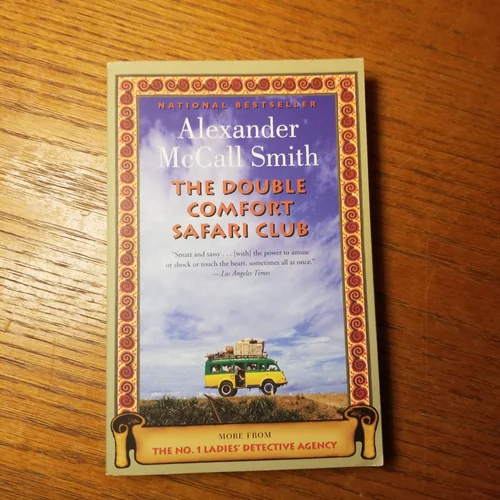 NATIONAL BESTSELLER
Alexander
McCall Smith
THE DOUBLE
COMFORT
SAFARI CLUB
"Smart and sassy . . . [with] the power to amuse
or shock or touch the heart, sometimes all at once."
—Los Angeles Times
MORE FROM
THE NO. 1 LADIES' DETECTIVE AGENCY